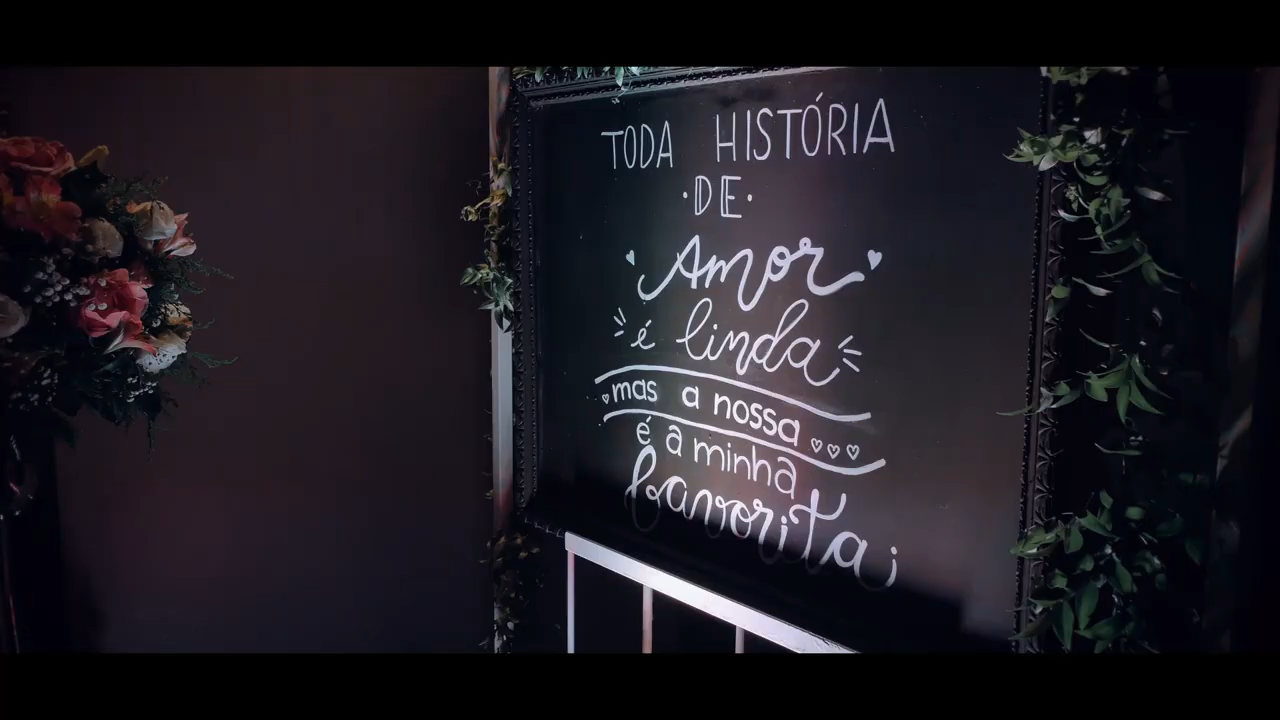 TODA HISTÓRIA
·DE·
Amor
é linda
mas a nossa
é a minha
favorita